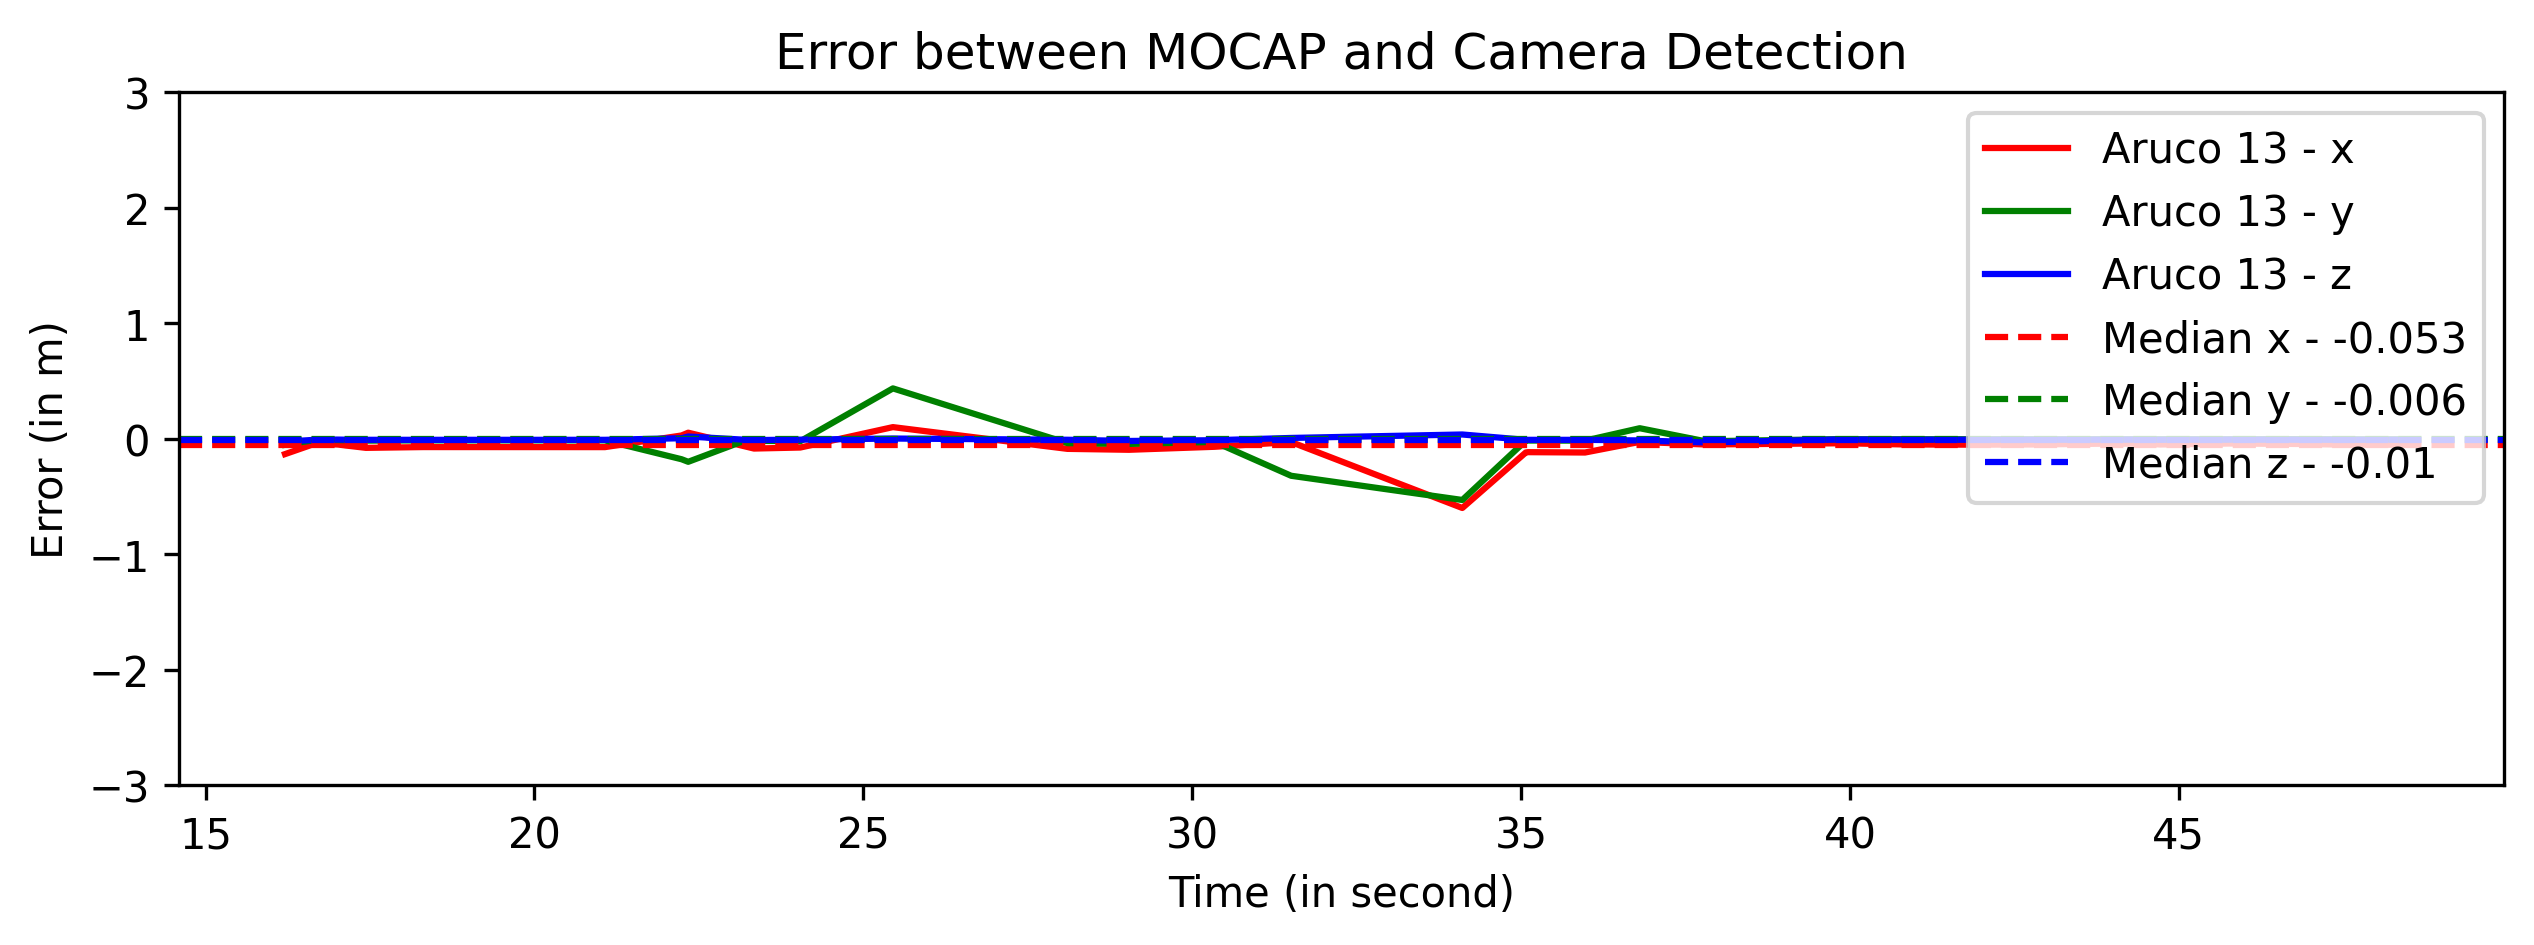 Error between MOCAP and Camera Detection
3
2
1
0
−1
−2
−3
Error (in m)
Aruco 13 - x
Aruco 13 - y
Aruco 13 - z
Median x - -0.053
Median y - -0.006
Median z - -0.01
15 20 25 30 35 40 45
Time (in second)